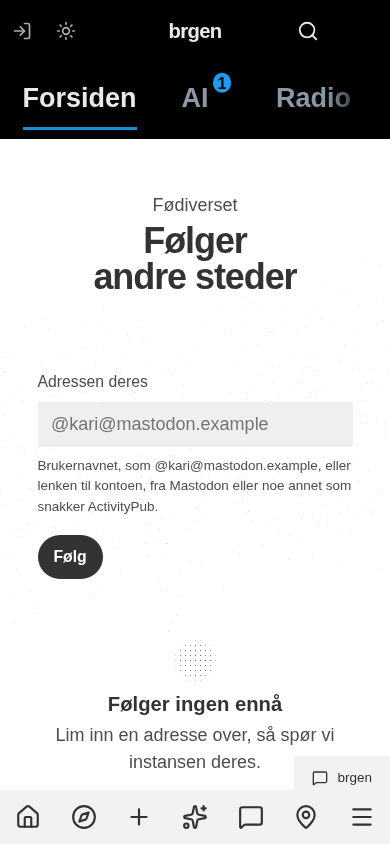 brgen
Forsiden AI 1 Radio
Fødiverset
Følger
andre steder
Adressen deres
@kari@mastodon.example
Brukernavnet, som @kari@mastodon.example, eller
lenken til kontoen, fra Mastodon eller noe annet som
snakker ActivityPub.
Følg
Følger ingen ennå
Lim inn en adresse over, så spør vi
instansen deres.
brgen